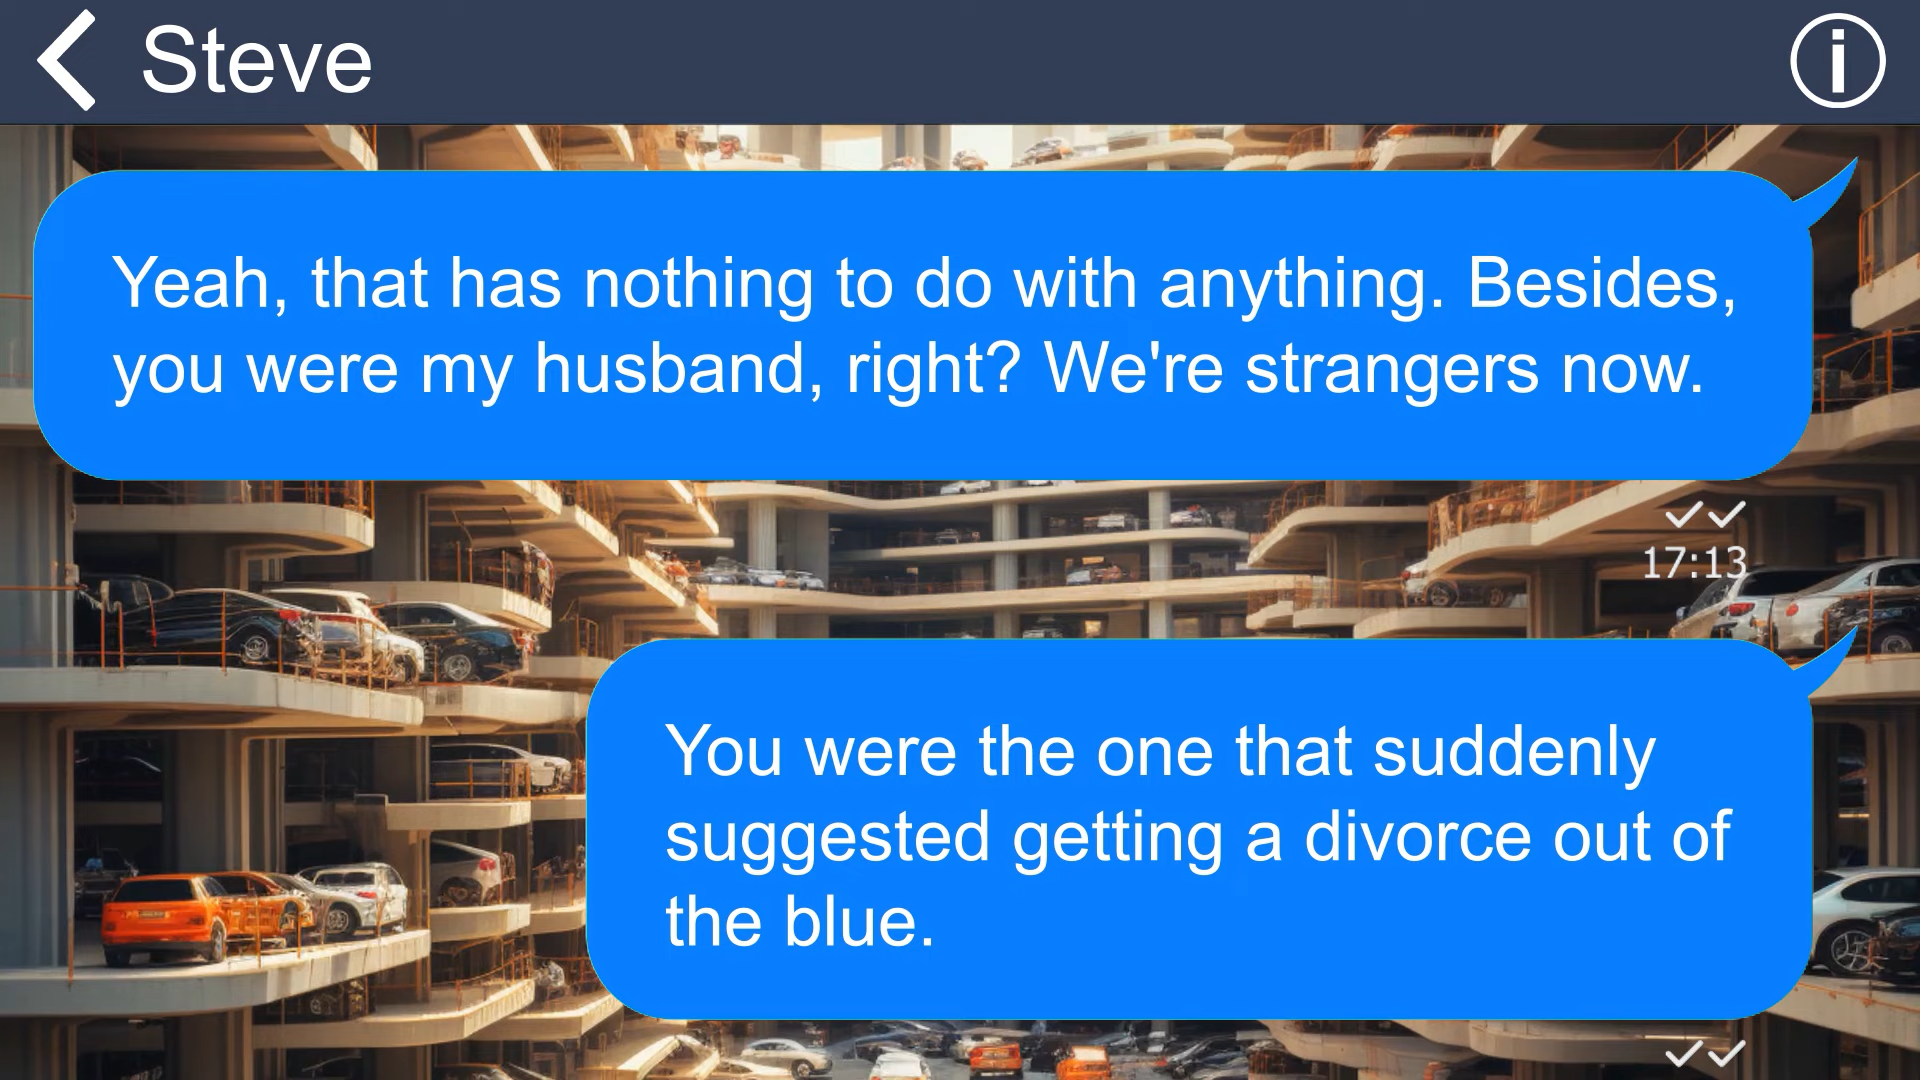 Steve
Yeah, that has nothing to do with anything. Besides,
you were my husband, right? We're strangers now.
17:13
You were the one that suddenly
suggested getting a divorce out of
the blue.